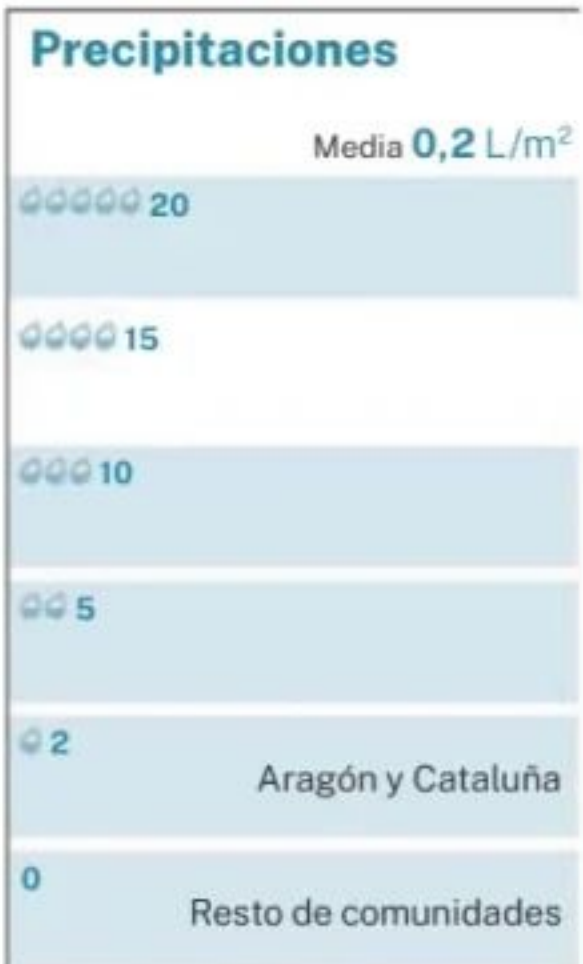 Precipitaciones
Media 0,2 L/m²
20
15
10
5
2
Aragón y Cataluña
0
Resto de comunidades